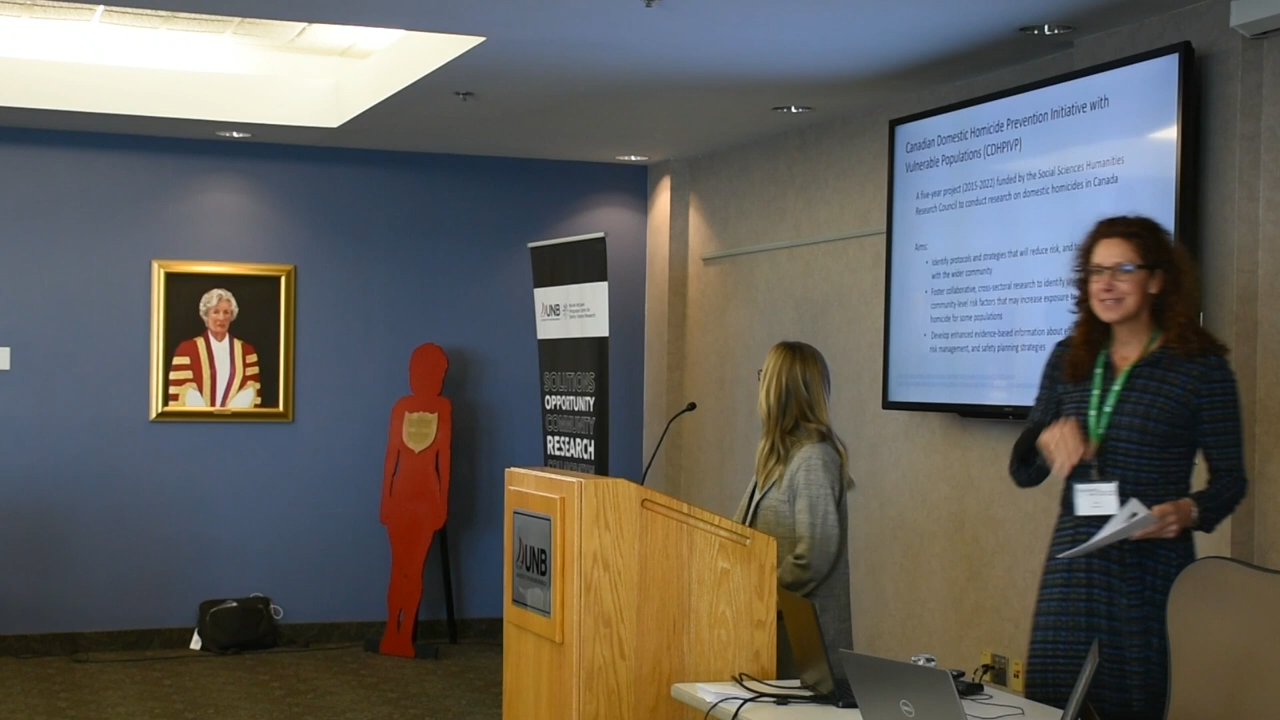 Canadian Domestic Homicide Prevention Initiative with
Vulnerable Populations (CDHPIVP)
A five-year project (2015-2022) funded by the Social Sciences Humanities
Research Council to conduct research on domestic homicides in Canada
Aims:
• Identify protocols and strategies that will reduce risk, and
with the wider community
• Foster collaborative, cross-sectoral research to identify
community-level risk factors that may increase exposure
homicide for some populations
• Develop enhanced evidence-based information about
risk management, and safety planning strategies
UNB
SOLUTIONS
OPPORTUNITY
COMMUNITY
RESEARCH
UNB
DELL